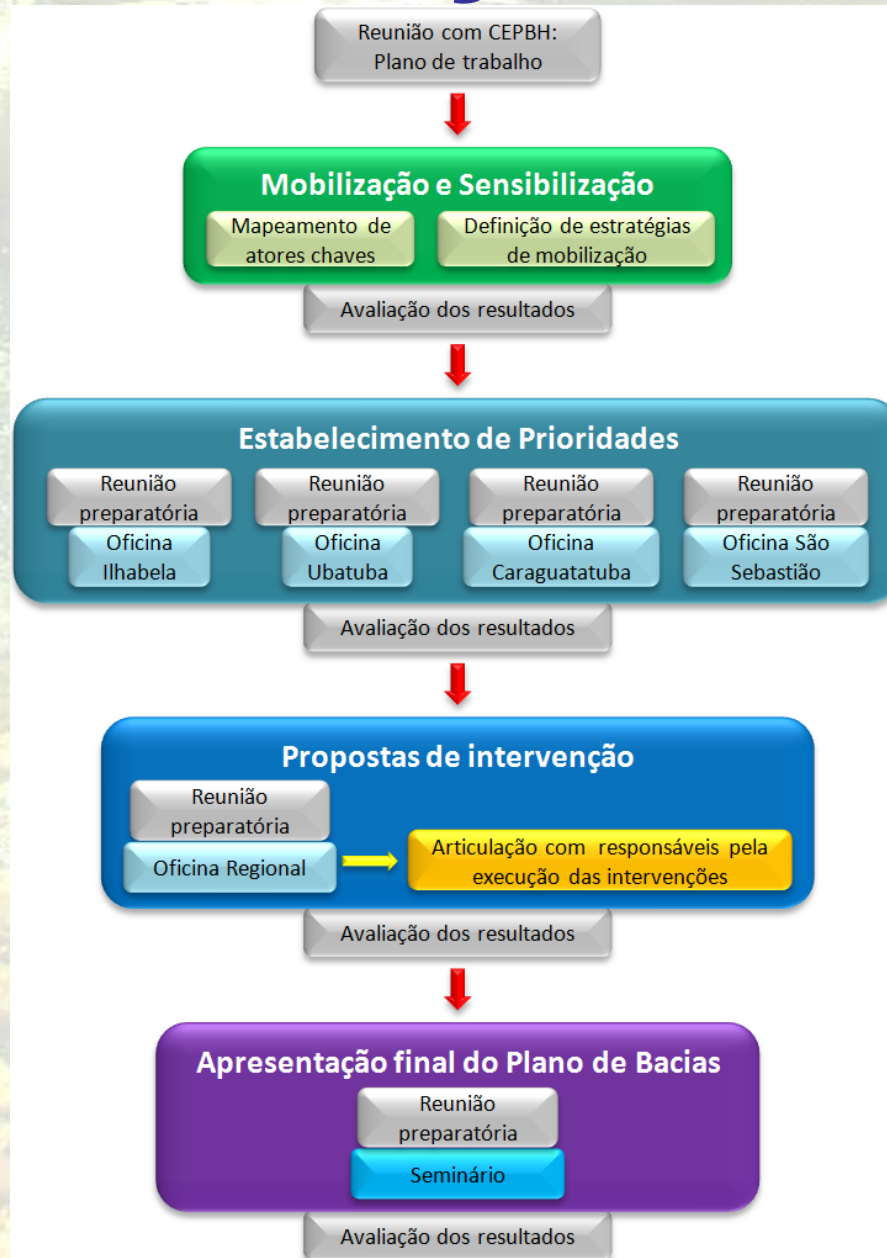 Reunião com CEPBH:
Plano de trabalho
Mobilização e Sensibilização
Mapeamento de
atores chaves
Definição de estratégias
de mobilização
Avaliação dos resultados
Estabelecimento de Prioridades
Reunião
preparatória
Oficina
Ilhabela
Reunião
preparatória
Oficina
Ubatuba
Reunião
preparatória
Oficina
Caraguatatuba
Reunião
preparatória
Oficina São
Sebastião
Avaliação dos resultados
Propostas de intervenção
Reunião
preparatória
Oficina Regional
Articulação com responsáveis pela
execução das intervenções
Avaliação dos resultados
Apresentação final do Plano de Bacias
Reunião
preparatória
Seminário
Avaliação dos resultados